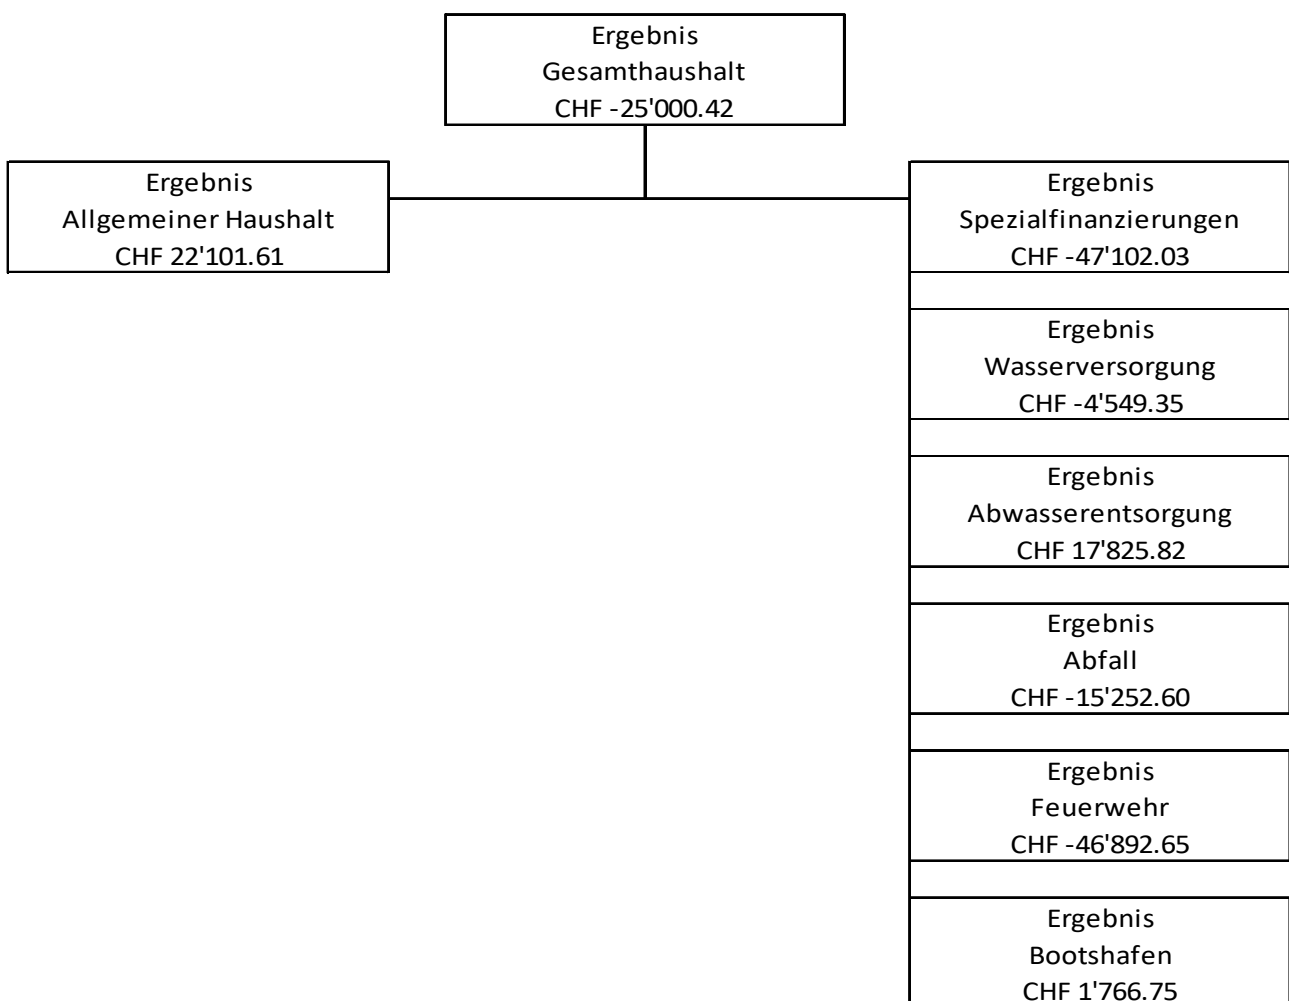 Ergebnis
Gesamthaushalt
CHF -25'000.42
Ergebnis
Allgemeiner Haushalt
CHF 22'101.61
Ergebnis
Spezialfinanzierungen
CHF -47'102.03
Ergebnis
Wasserversorgung
CHF -4'549.35
Ergebnis
Abwasserentsorgung
CHF 17'825.82
Ergebnis
Abfall
CHF -15'252.60
Ergebnis
Feuerwehr
CHF -46'892.65
Ergebnis
Bootshafen
CHF 1'766.75